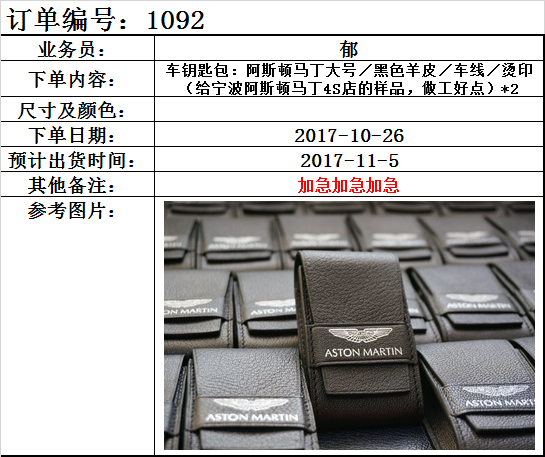 订单编号：1092
业务员： 郁
下单内容： 车钥匙包：阿斯顿马丁大号／黑色羊皮／车线／烫印
（给宁波阿斯顿马丁4S店的样品，做工好点）*2
尺寸及颜色：
下单日期： 2017-10-26
预计出货时间： 2017-11-5
其他备注： 加急加急加急
参考图片：
ASTON MARTIN
ASTON MARTIN